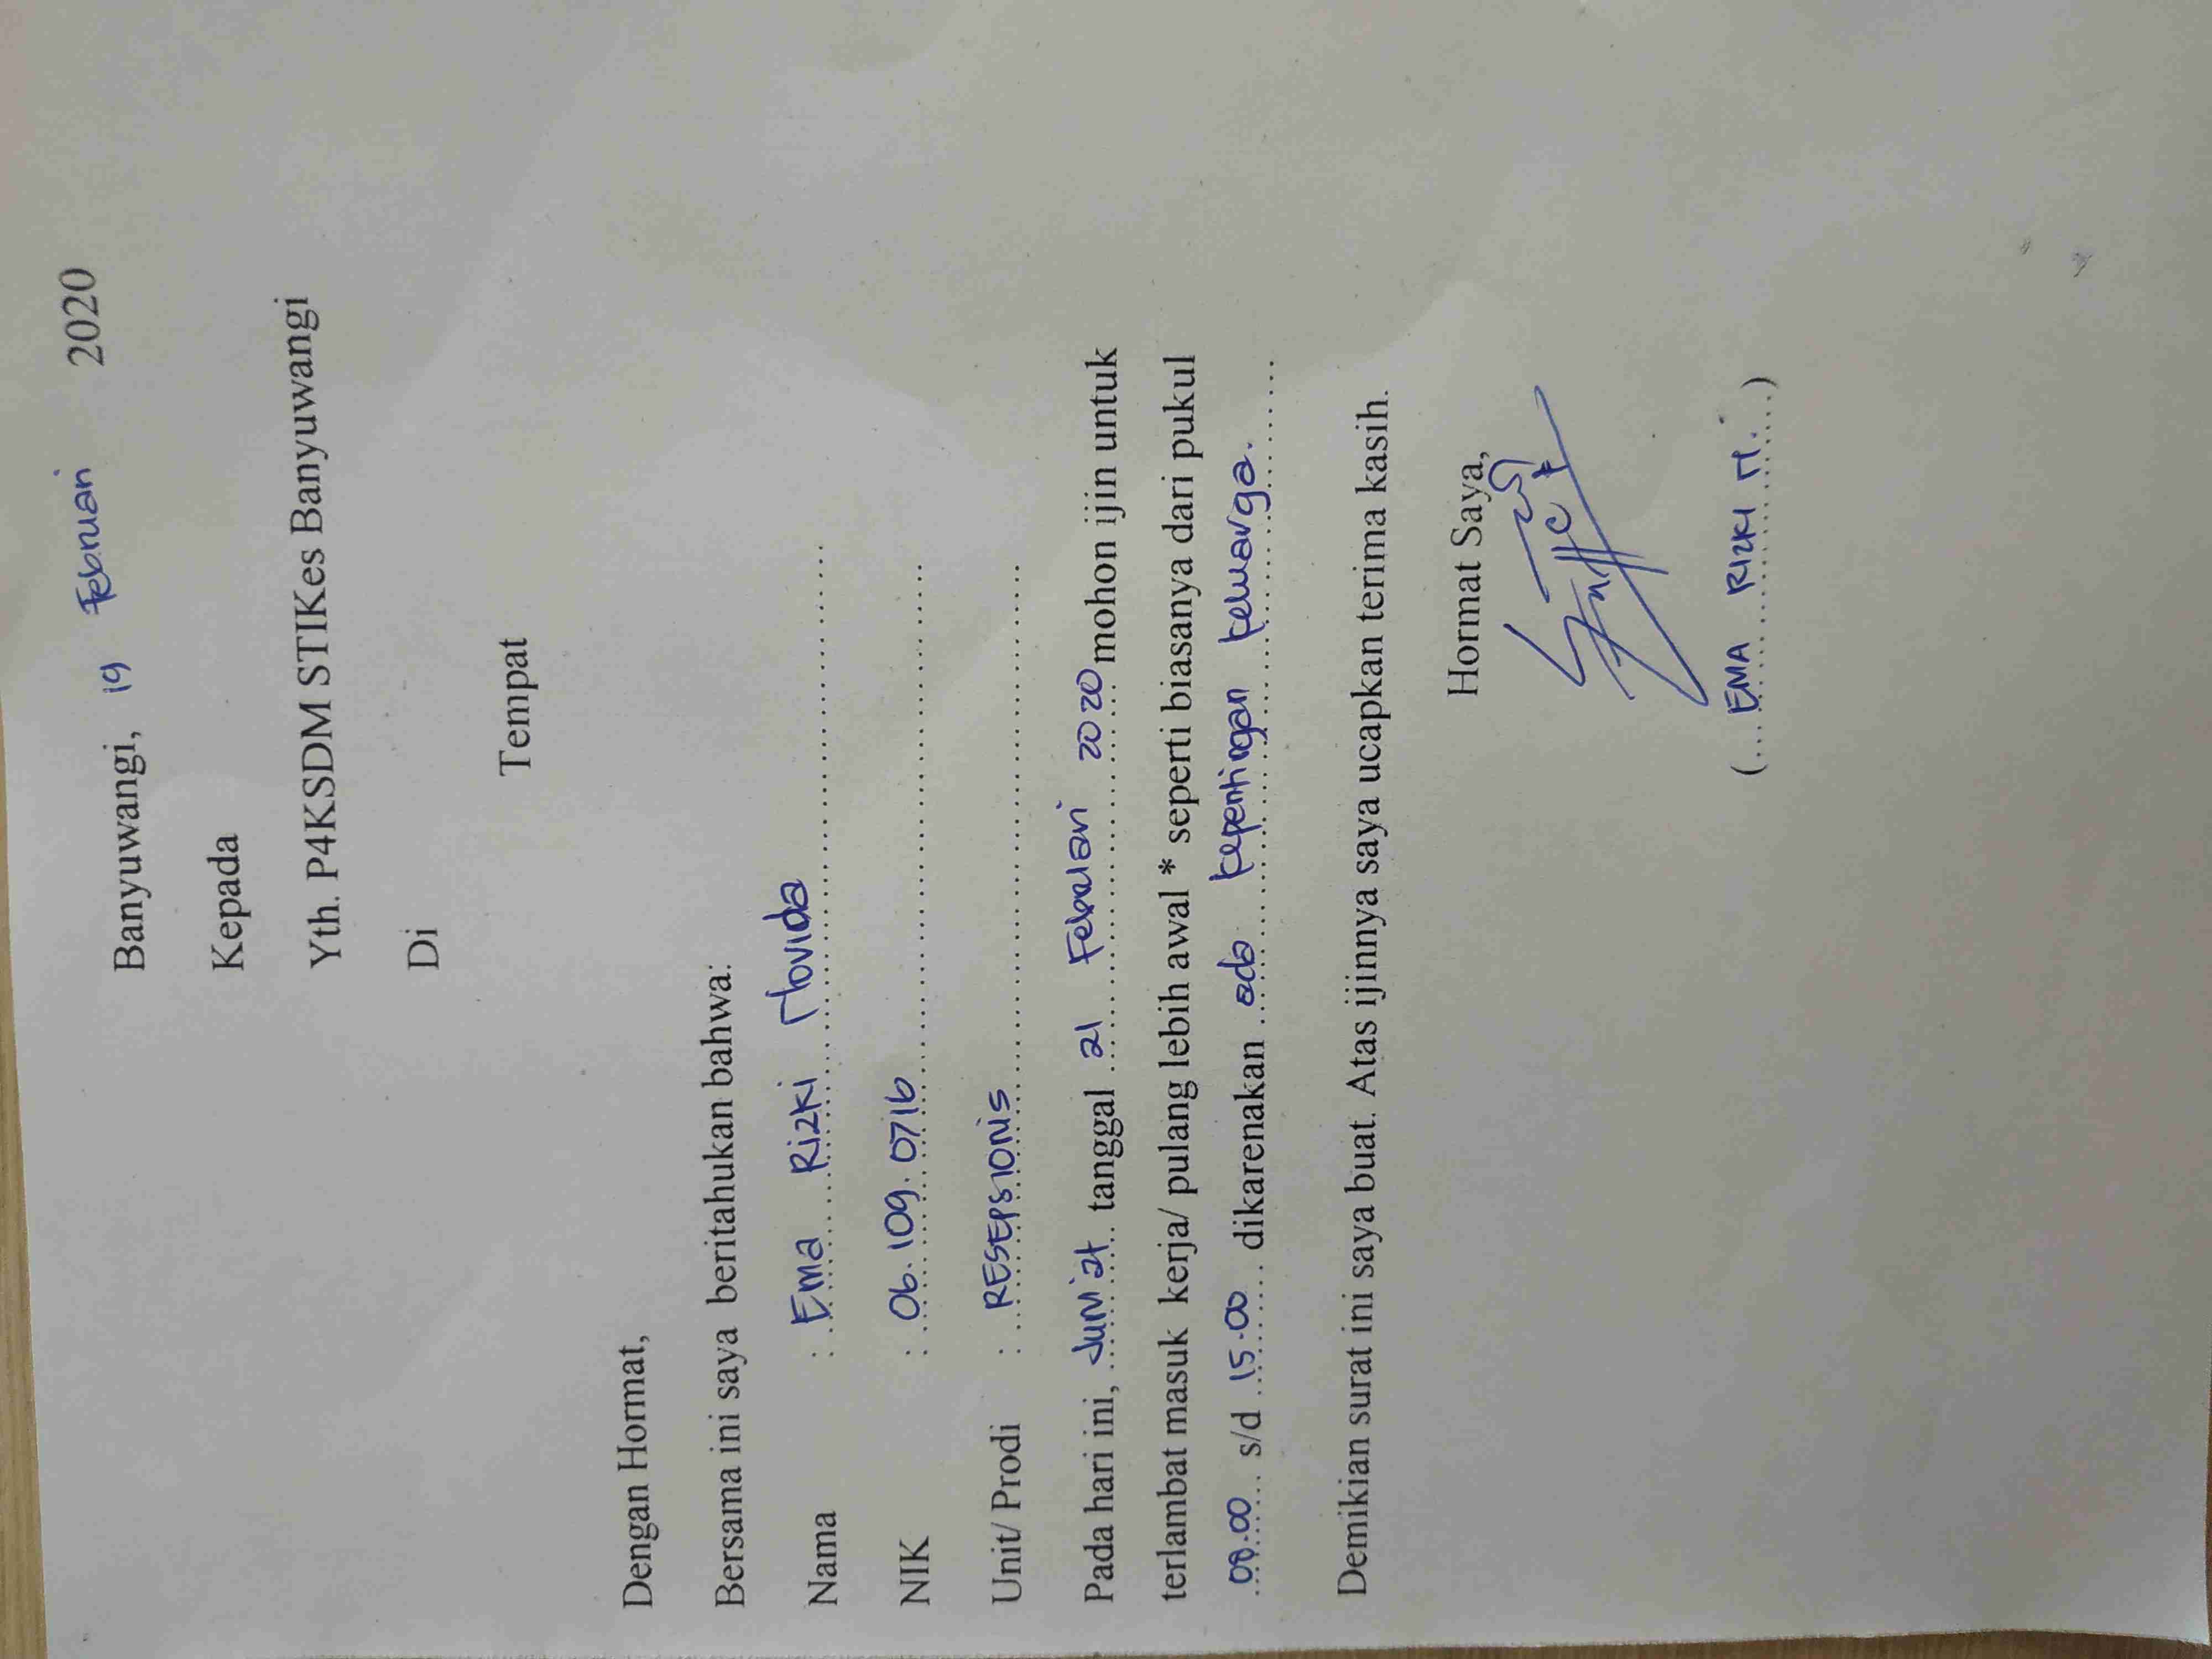 Banyuwangi, 19 Februari 2020
Kepada
Yth. P4KSDM STIKes Banyuwangi
Di
Tempat
Dengan Hormat,
Bersama ini saya beritahukan bahwa:
Nama : Ema Rizki Novida
NIK : 06.109.0716
Unit/ Prodi : RESEPSIONIS
Pada hari ini, Jum'at tanggal 21 Februari 2020 mohon ijin untuk
terlambat masuk kerja/ pulang lebih awal * seperti biasanya dari pukul
08.00 s/d 15.00 dikarenakan ada kepentingan keluarga.
Demikian surat ini saya buat. Atas ijinnya saya ucapkan terima kasih.
Hormat Saya,
(EMA RIZKI N.)